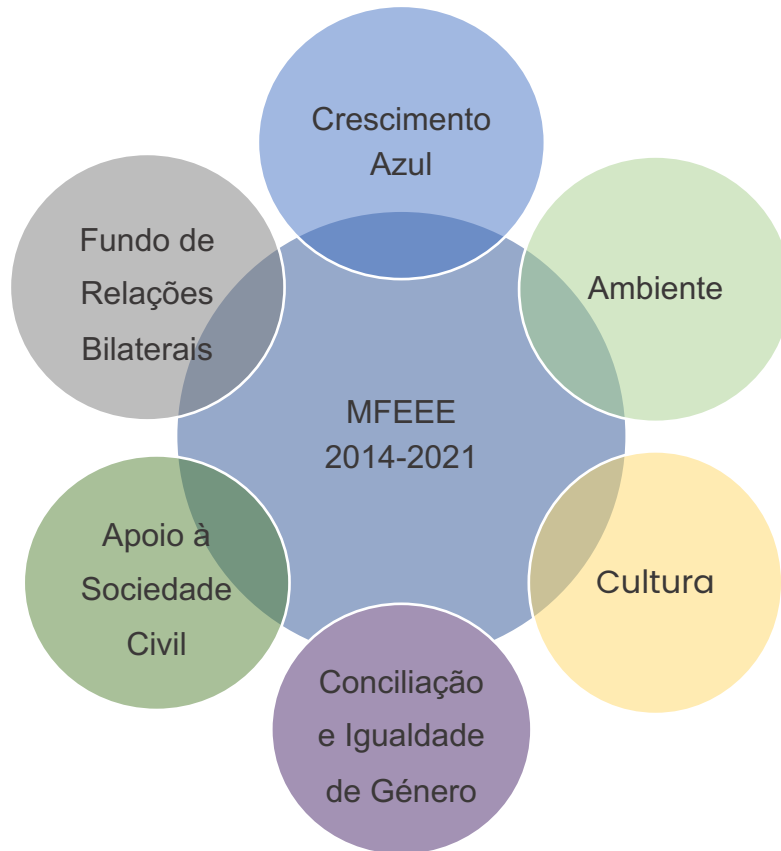 Crescimento
Azul
Fundo de
Relações
Bilaterais
Ambiente
MFEEE
2014-2021
Apoio à
Sociedade
Civil
Cultura
Conciliação
e Igualdade
de Género